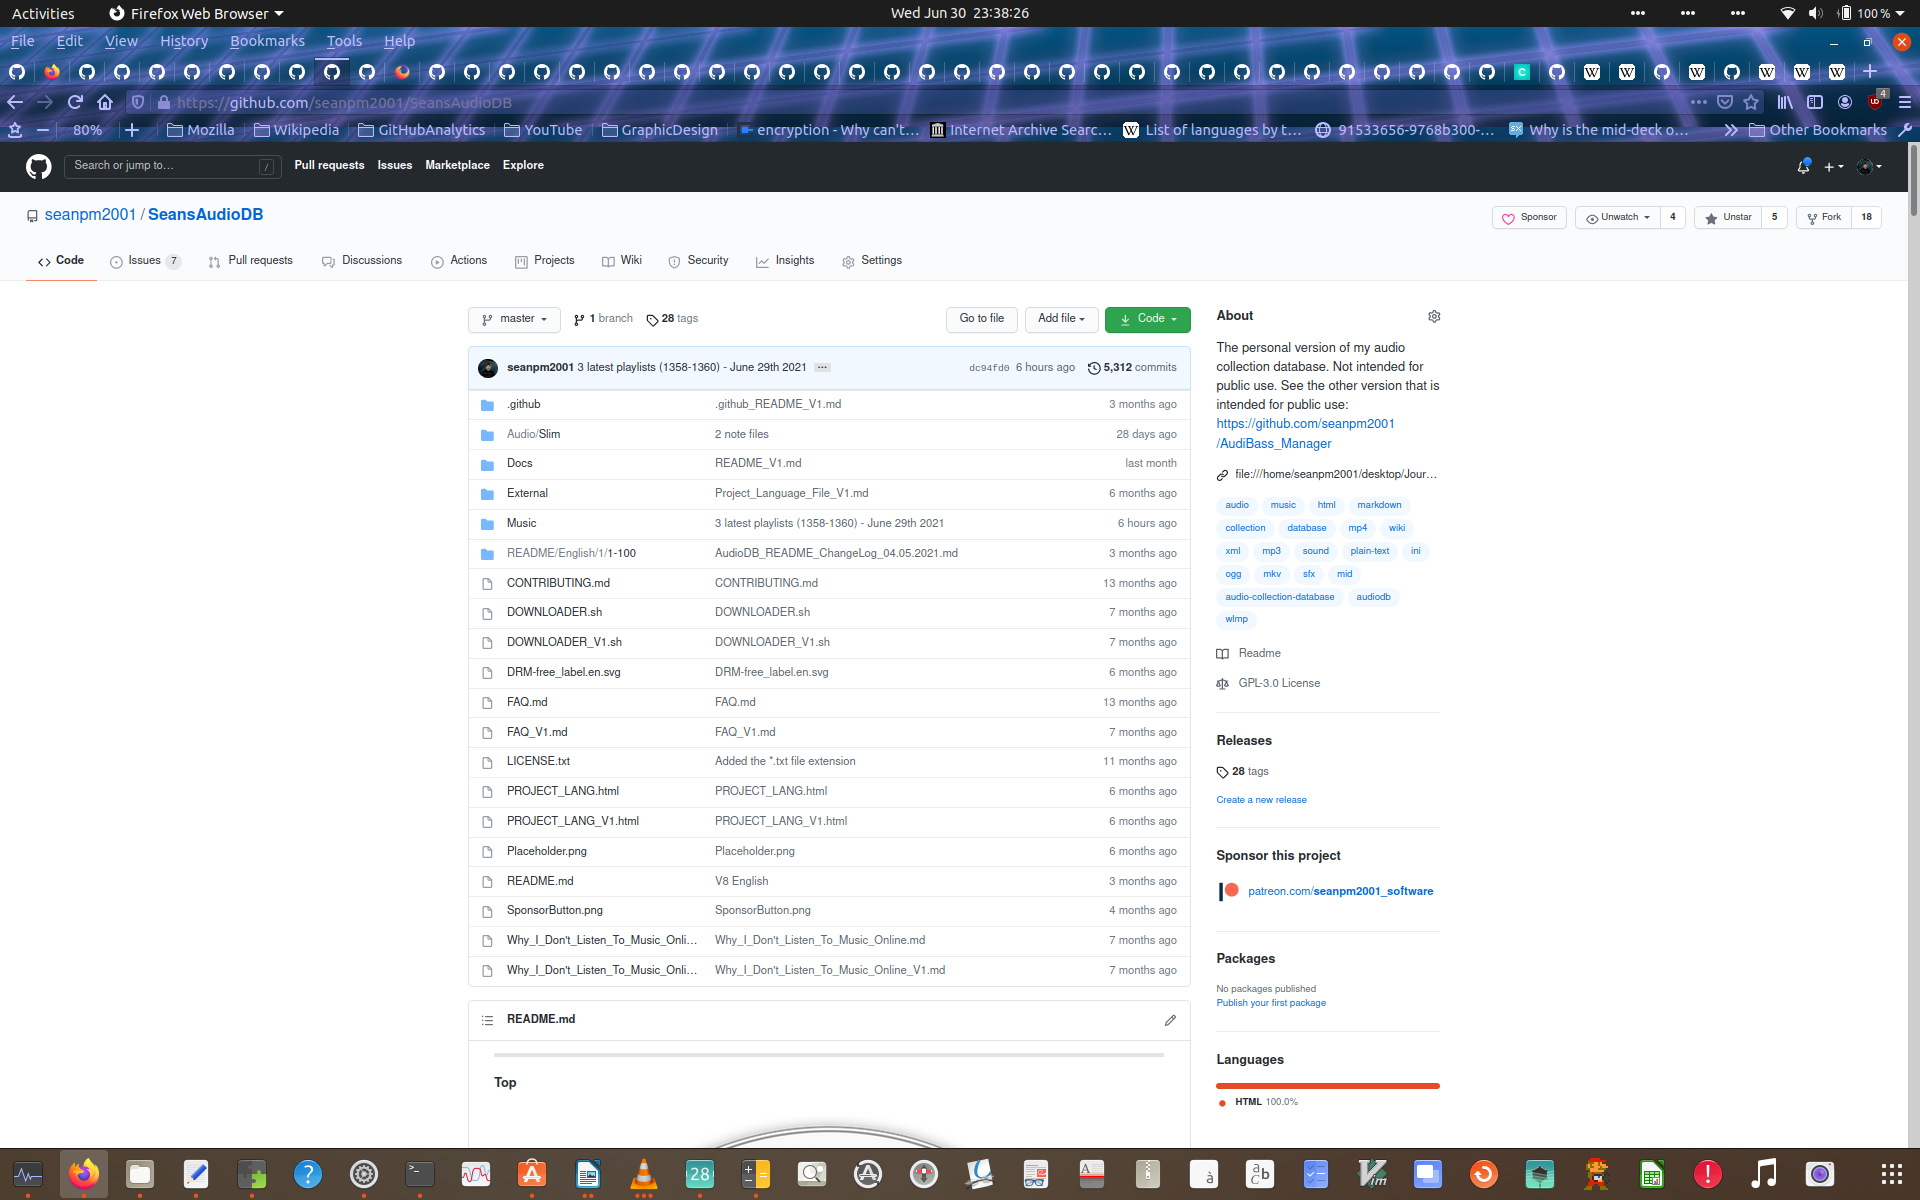 Activities Firefox Web Browser Wed Jun 30 23:38:26 100 %
File Edit View History Bookmarks Tools Help
https://github.com/seanpm2001/SeansAudioDB 4
80% Mozilla Wikipedia GitHubAnalytics YouTube GraphicDesign encryption - Why can't... Internet Archive Searc... List of languages by t... 91533656-9768b300-... Why is the mid-deck o... Other Bookmarks
Search or jump to... / Pull requests Issues Marketplace Explore
seanpm2001 / SeansAudioDB Sponsor Unwatch 4 Unstar 5 Fork 18
Code Issues 7 Pull requests Discussions Actions Projects Wiki Security Insights Settings
master 1 branch 28 tags Go to file Add file Code
seanpm2001 3 latest playlists (1358-1360) - June 29th 2021 ... dc94fd0 6 hours ago 5,312 commits
.github .github_README_V1.md 3 months ago
Audio/Slim 2 note files 28 days ago
Docs README_V1.md last month
External Project_Language_File_V1.md 6 months ago
Music 3 latest playlists (1358-1360) - June 29th 2021 6 hours ago
README/English/1/1-100 AudioDB_README_ChangeLog_04.05.2021.md 3 months ago
CONTRIBUTING.md CONTRIBUTING.md 13 months ago
DOWNLOADER.sh DOWNLOADER.sh 7 months ago
DOWNLOADER_V1.sh DOWNLOADER_V1.sh 7 months ago
DRM-free_label.en.svg DRM-free_label.en.svg 6 months ago
FAQ.md FAQ.md 13 months ago
FAQ_V1.md FAQ_V1.md 7 months ago
LICENSE.txt Added the *.txt file extension 11 months ago
PROJECT_LANG.html PROJECT_LANG.html 6 months ago
PROJECT_LANG_V1.html PROJECT_LANG_V1.html 6 months ago
Placeholder.png Placeholder.png 6 months ago
README.md V8 English 3 months ago
SponsorButton.png SponsorButton.png 4 months ago
Why_I_Don't_Listen_To_Music_Onli... Why_I_Don't_Listen_To_Music_Online.md 7 months ago
Why_I_Don't_Listen_To_Music_Onli... Why_I_Don't_Listen_To_Music_Online_V1.md 7 months ago
README.md
Top
About
The personal version of my audio
collection database. Not intended for
public use. See the other version that is
intended for public use:
https://github.com/seanpm2001
/AudiBass_Manager
file:///home/seanpm2001/desktop/Jour...
audio music html markdown
collection database mp4 wiki
xml mp3 sound plain-text ini
ogg mkv sfx mid
audio-collection-database audiodb
wlmp
Readme
GPL-3.0 License
Releases
28 tags
Create a new release
Sponsor this project
patreon.com/seanpm2001_software
Packages
No packages published
Publish your first package
Languages
HTML 100.0%
28